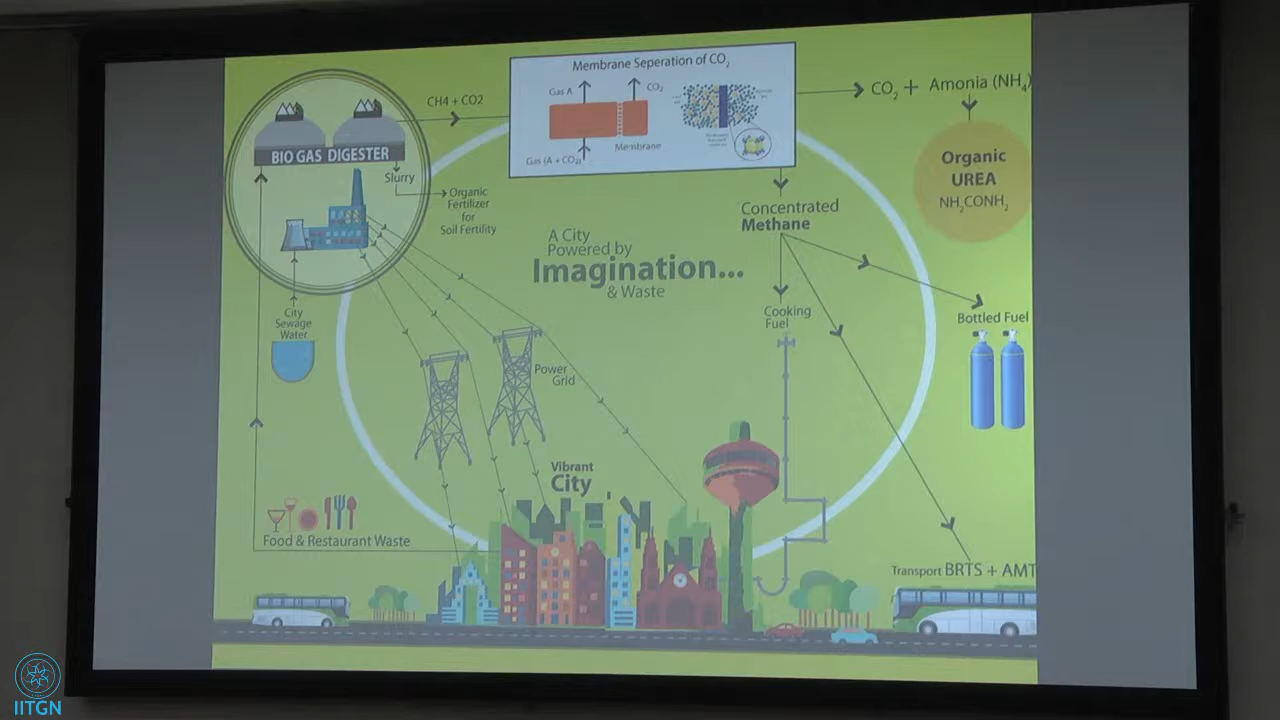 Membrane Seperation of CO2
Gas A
CO2
Membrane
Gas (A + CO2)
CH4 + CO2
BIO GAS DIGESTER
Slurry
Organic
Fertilizer
for
Soil Fertility
CO2 + Amonia (NH4)
Organic
UREA
NH2CONH2
Concentrated
Methane
A City
Powered by
Imagination...
& Waste
City
Sewage
Water
Cooking
Fuel
Bottled Fuel
Power
Grid
Vibrant
City
Food & Restaurant Waste
Transport BRTS + AMT
IITGN